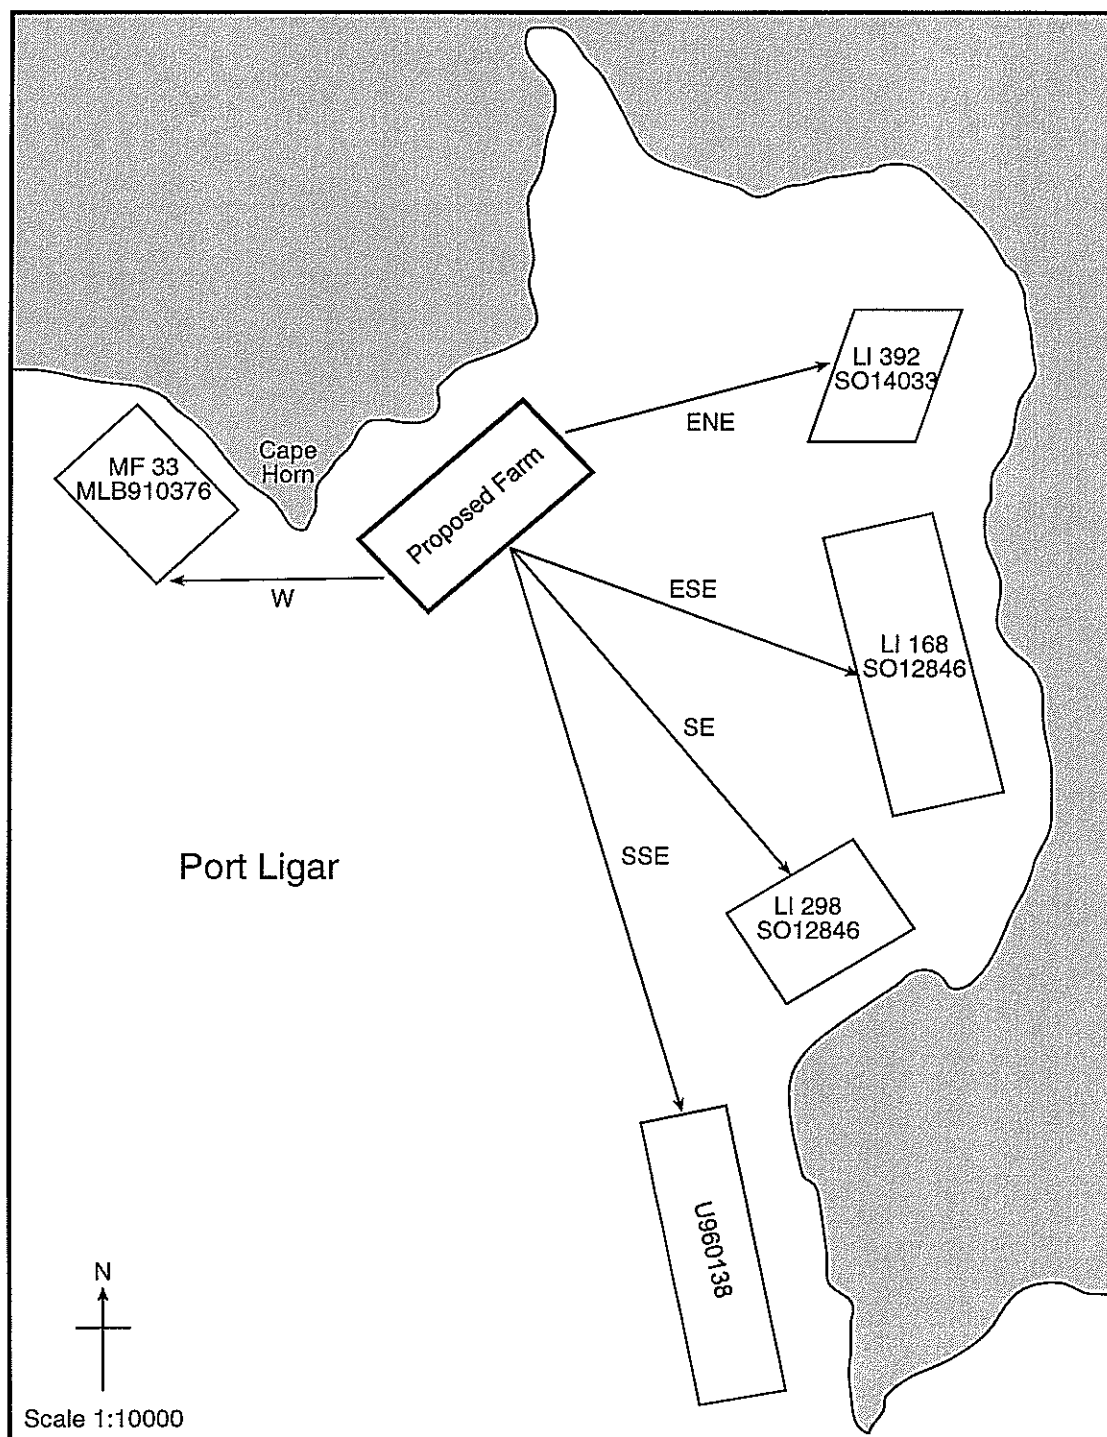 LI 392
SO14033
ENE
Cape
Horn
MF 33
MLB910376
Proposed Farm
W
ESE
LI 168
SO12846
SE
SSE
Port Ligar
LI 298
SO12846
U960138
N
Scale 1:10000